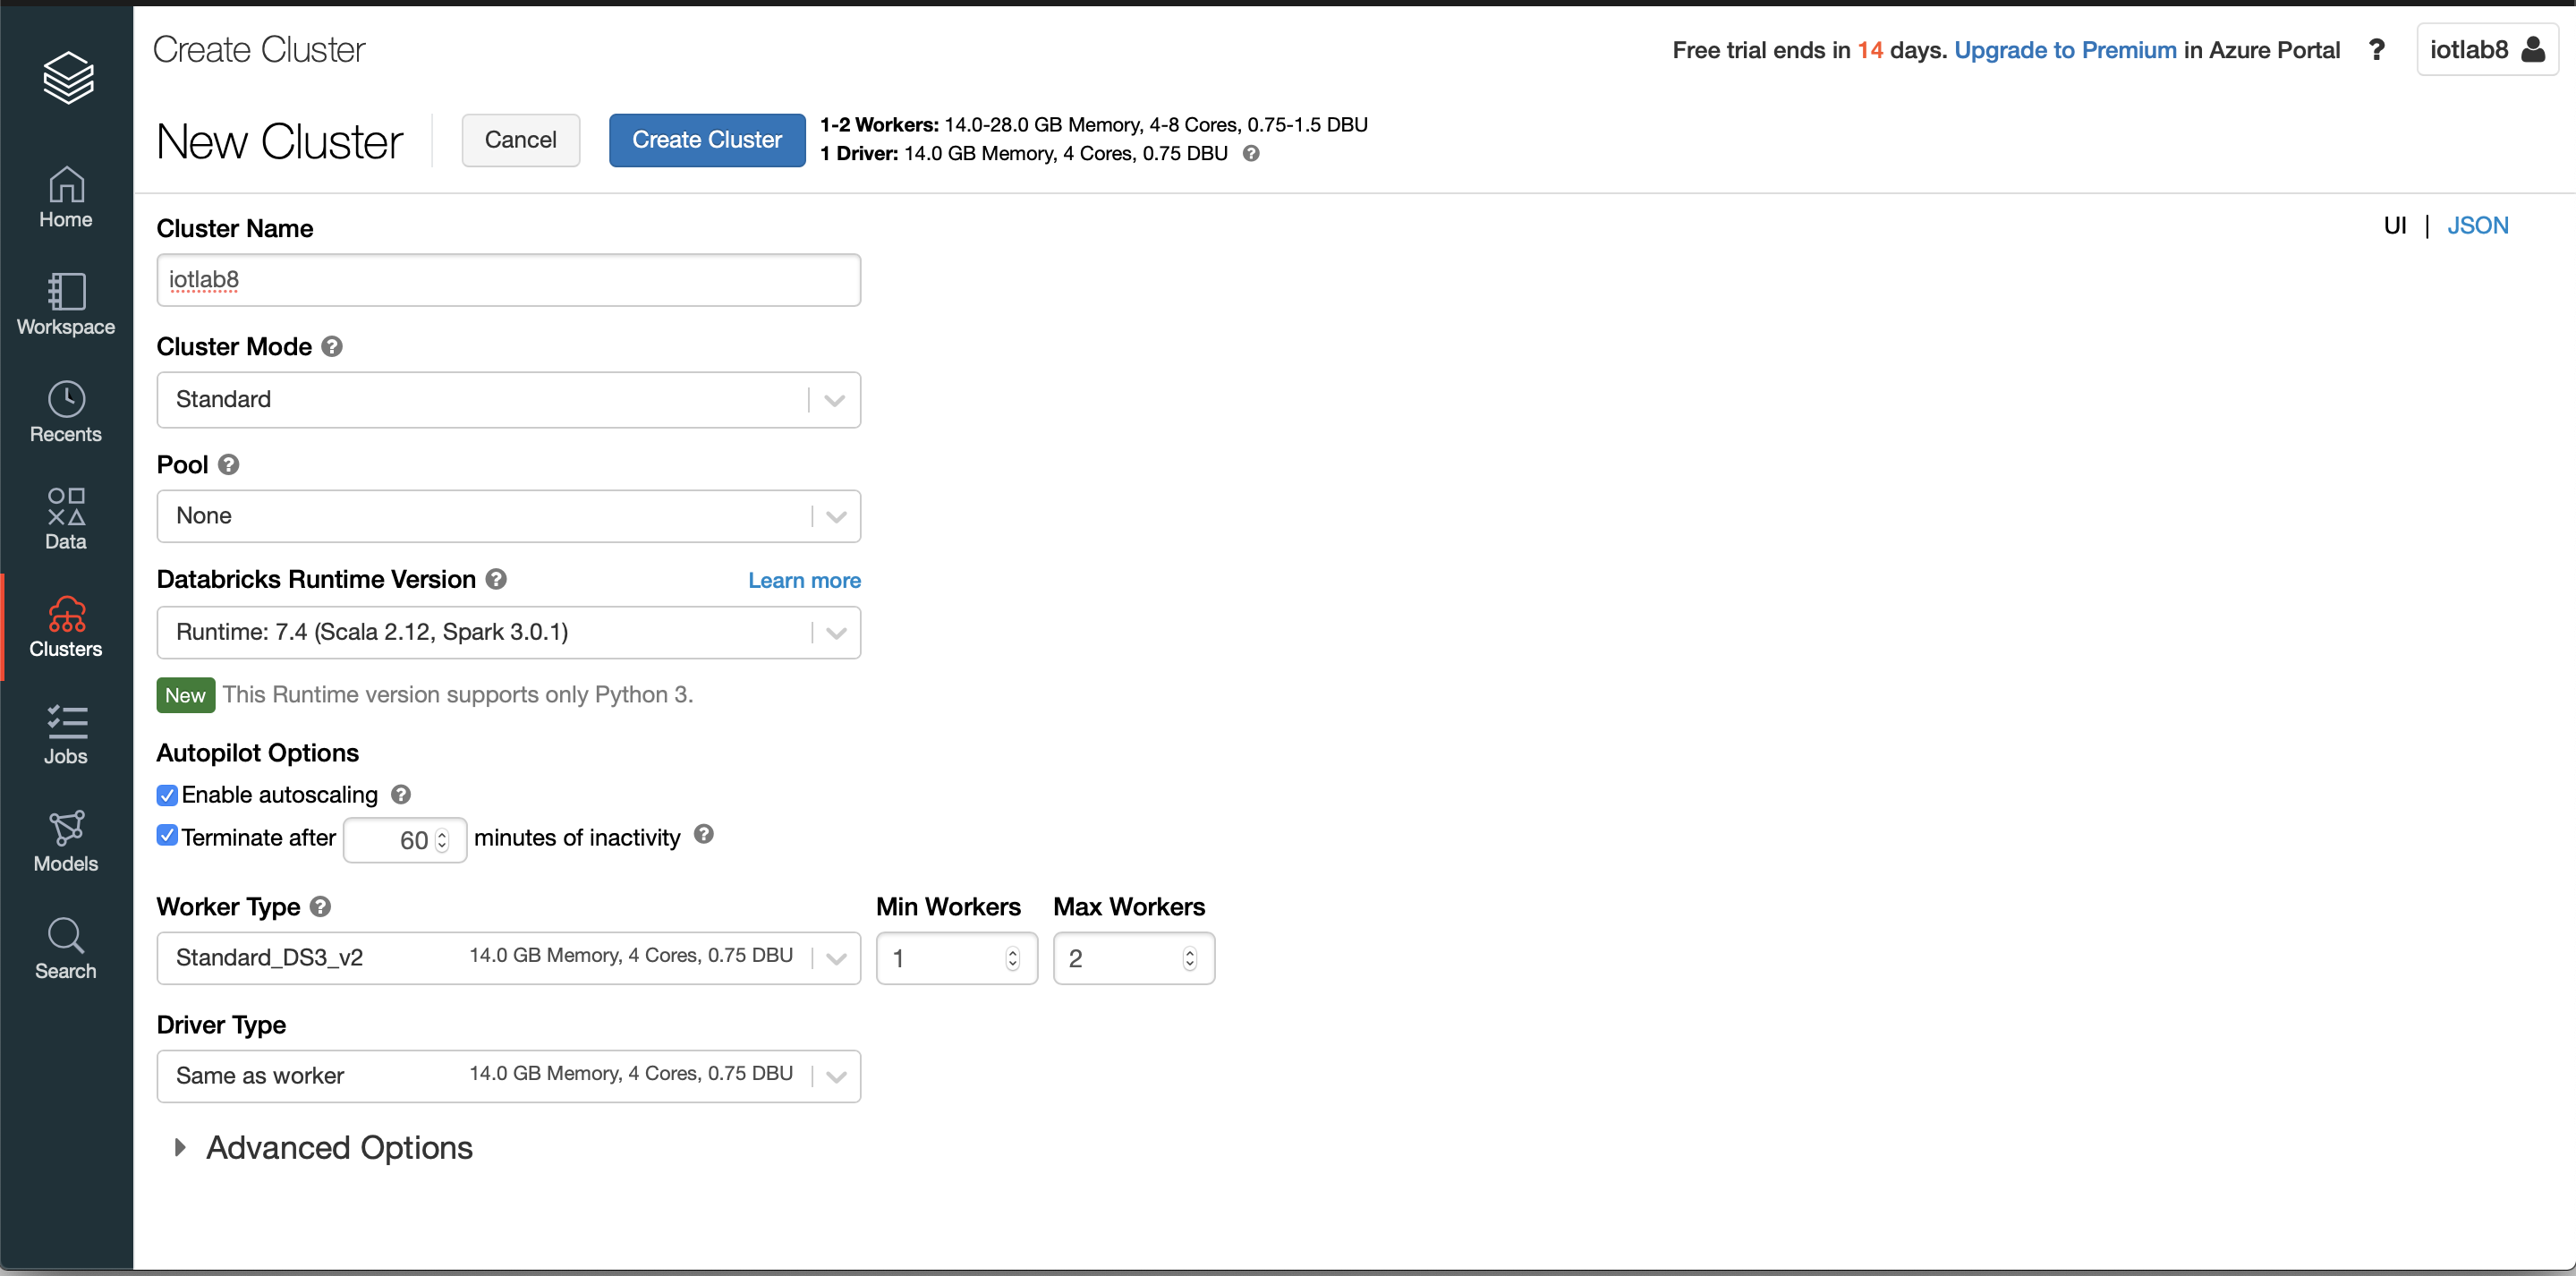 Create Cluster
Free trial ends in 14 days. Upgrade to Premium in Azure Portal ? iotlab8
New Cluster Cancel Create Cluster
1-2 Workers: 14.0-28.0 GB Memory, 4-8 Cores, 0.75-1.5 DBU
1 Driver: 14.0 GB Memory, 4 Cores, 0.75 DBU ?
Home
Workspace
Recents
Data
Clusters
Jobs
Models
Search
UI | JSON
Cluster Name
iotlab8
Cluster Mode ?
Standard
Pool ?
None
Databricks Runtime Version ? Learn more
Runtime: 7.4 (Scala 2.12, Spark 3.0.1)
New This Runtime version supports only Python 3.
Autopilot Options
Enable autoscaling ?
Terminate after 60 minutes of inactivity ?
Worker Type ? Min Workers Max Workers
Standard_DS3_v2 14.0 GB Memory, 4 Cores, 0.75 DBU 1 2
Driver Type
Same as worker 14.0 GB Memory, 4 Cores, 0.75 DBU
Advanced Options